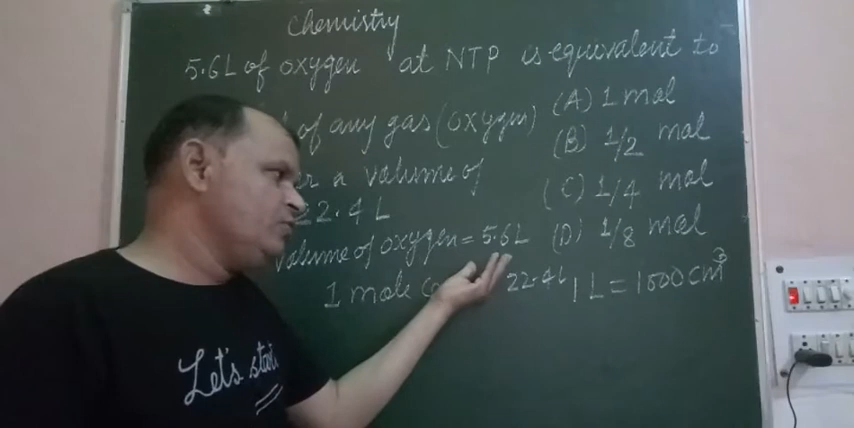 Chemistry
5.6L of oxygen at NTP is equivalent to
of any gas (oxygen)
a volume of
22.4 L
volume of oxygen = 5.6L
1 mole 22.4L
(A) 1 mol
(B) 1/2 mol
(C) 1/4 mol
(D) 1/8 mol
1 L = 1000 cm³
Let's start